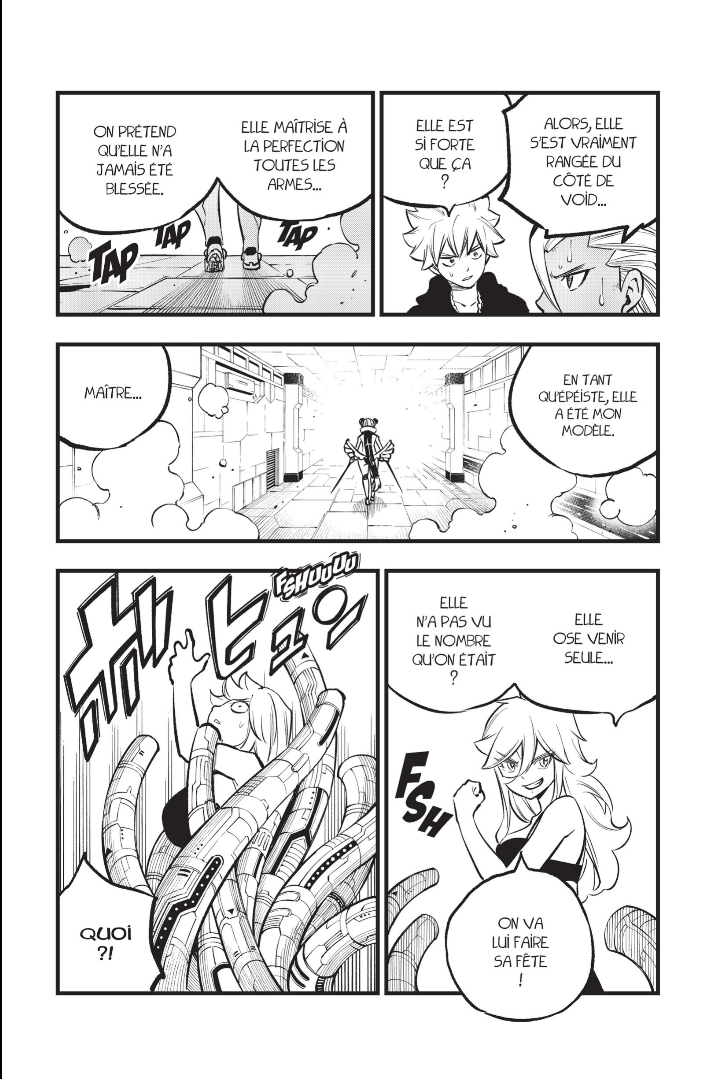 ALORS, ELLE
S'EST VRAIMENT
RANGÉE DU
CÔTÉ DE
VOID...
ELLE EST
SI FORTE
QUE ÇA
?
ELLE MAÎTRISE À
LA PERFECTION
TOUTES LES
ARMES...
ON PRÉTEND
QU'ELLE N'A
JAMAIS ÉTÉ
BLESSÉE.
TAP
TAP
TAP
EN TANT
QU'ÉPÉISTE, ELLE
A ÉTÉ MON
MODÈLE.
MAÎTRE...
ELLE
OSE VENIR
SEULE...
ELLE
N'A PAS VU
LE NOMBRE
QU'ON ÉTAIT
?
FSH
ON VA
LUI FAIRE
SA FÊTE
!
FSHUUUU
ヒュン
QUOI
?!